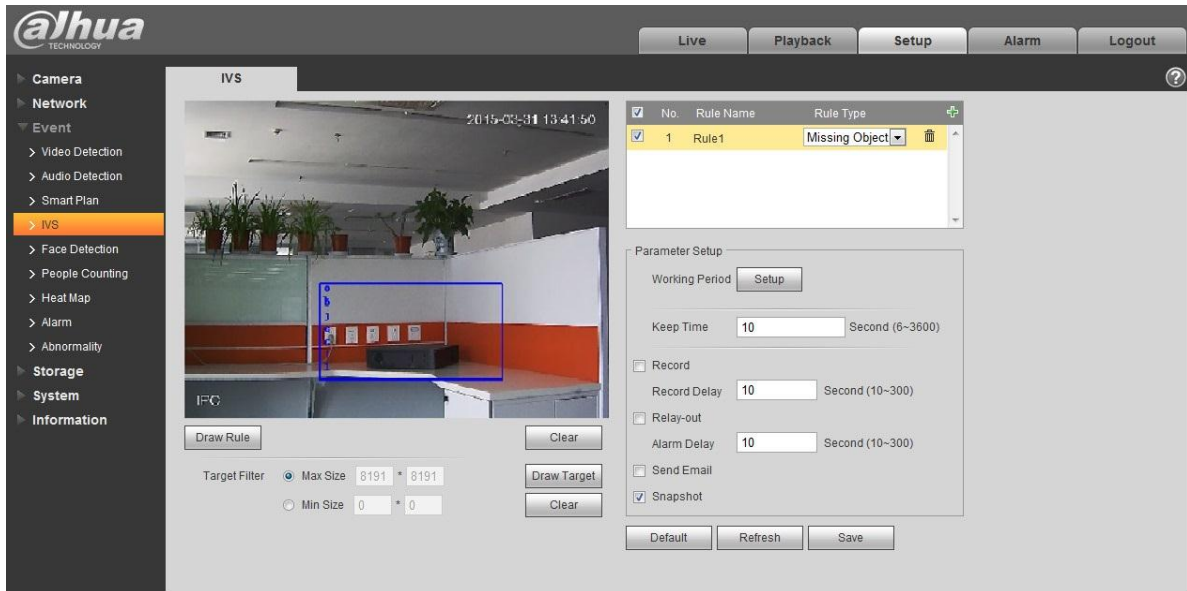 alhua
TECHNOLOGY
Live
Playback
Setup
Alarm
Logout
Camera
Network
Event
Video Detection
Audio Detection
Smart Plan
IVS
Face Detection
People Counting
Heat Map
Alarm
Abnormality
Storage
System
Information
IVS
2015-03-31 13:41:50
IPC
Draw Rule
Clear
Target Filter
Max Size 8191 * 8191
Draw Target
Min Size 0 * 0
Clear
No. Rule Name Rule Type
1 Rule1 Missing Object
Parameter Setup
Working Period Setup
Keep Time 10 Second (6~3600)
Record
Record Delay 10 Second (10~300)
Relay-out
Alarm Delay 10 Second (10~300)
Send Email
Snapshot
Default
Refresh
Save